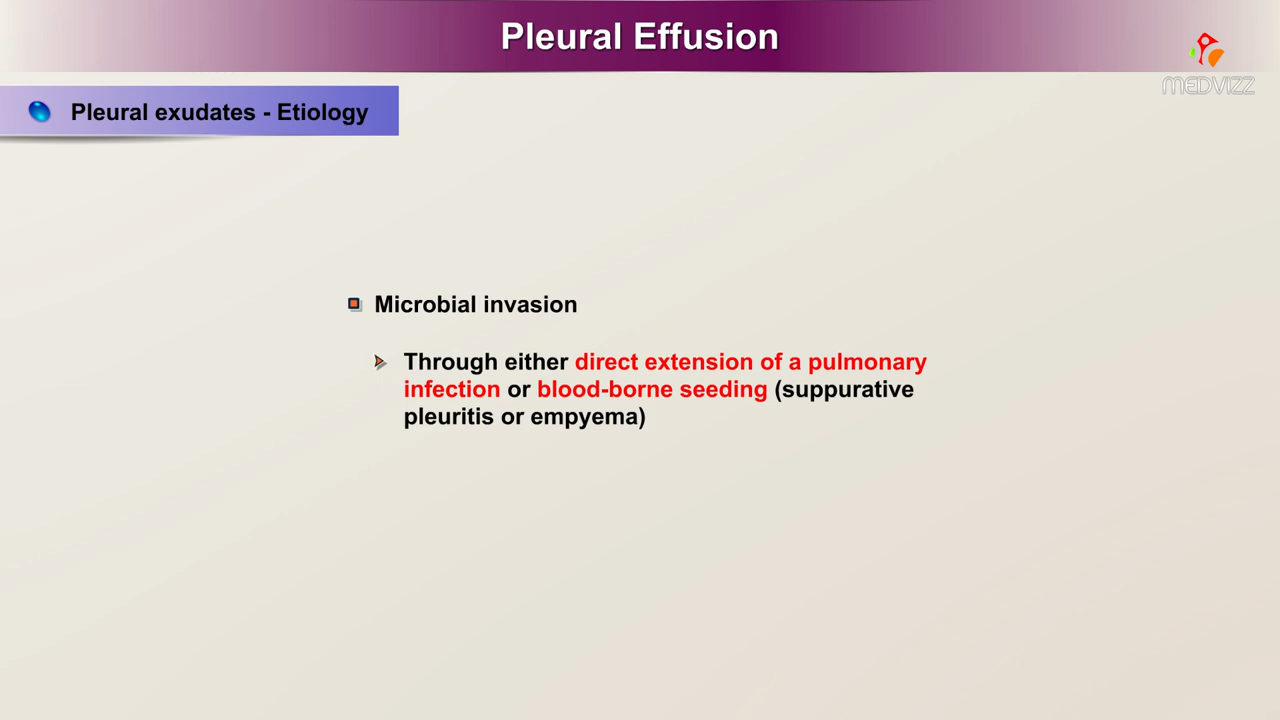 Pleural Effusion
MEDVIZZ
Pleural exudates - Etiology
Microbial invasion
Through either direct extension of a pulmonary
infection or blood-borne seeding (suppurative
pleuritis or empyema)